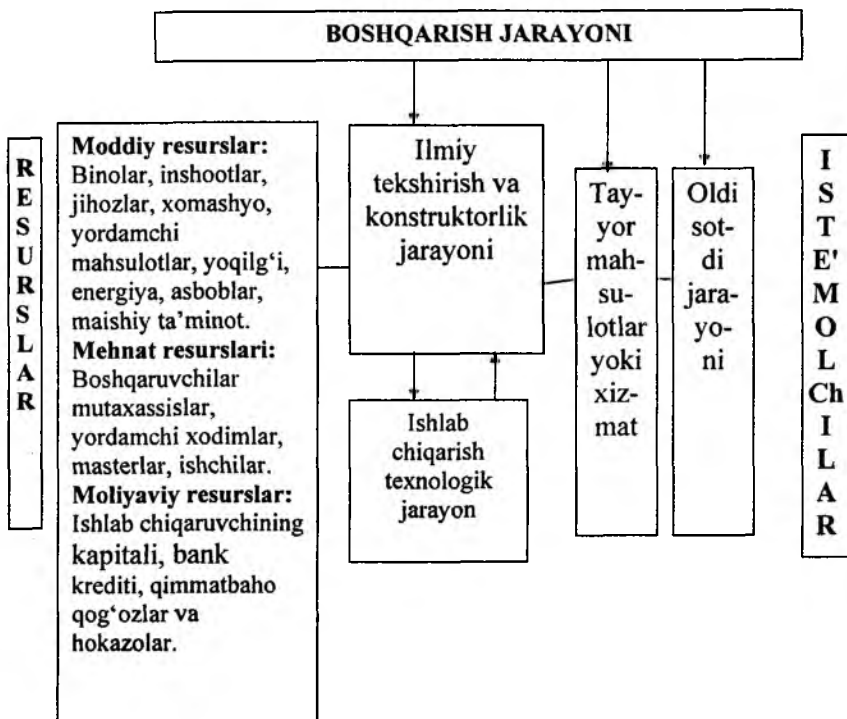 BOSHQARISH JARAYONI
R
E
S
U
R
S
L
A
R
Moddiy resurslar:
Binolar, inshootlar,
jihozlar, xomashyo,
yordamchi
mahsulotlar, yoqilg‘i,
energiya, asboblar,
maishiy ta’minot.
Mehnat resurslari:
Boshqaruvchilar
mutaxassislar,
yordamchi xodimlar,
masterlar, ishchilar.
Moliyaviy resurslar:
Ishlab chiqaruvchining
kapitali, bank
krediti, qimmatbaho
qog‘ozlar va
hokazolar.
Ilmiy
tekshirish va
konstruktorlik
jarayoni
Ishlab
chiqarish
texnologik
jarayon
Tay-
yor
mah-
su-
lotlar
yoki
xiz-
mat
Oldi
sot-
di
jara-
yo-
ni
I
S
T
E'
M
O
L
Ch
I
L
A
R